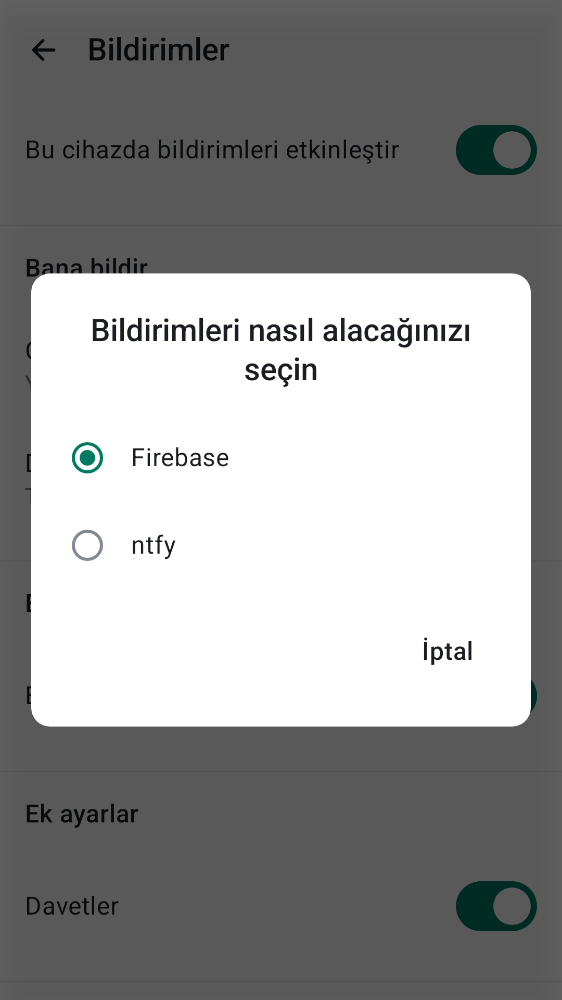 Bildirimler
Bu cihazda bildirimleri etkinleştir
Bana bildir
Bildirimleri nasıl alacağınızı
seçin
Firebase
ntfy
İptal
Ek ayarlar
Davetler